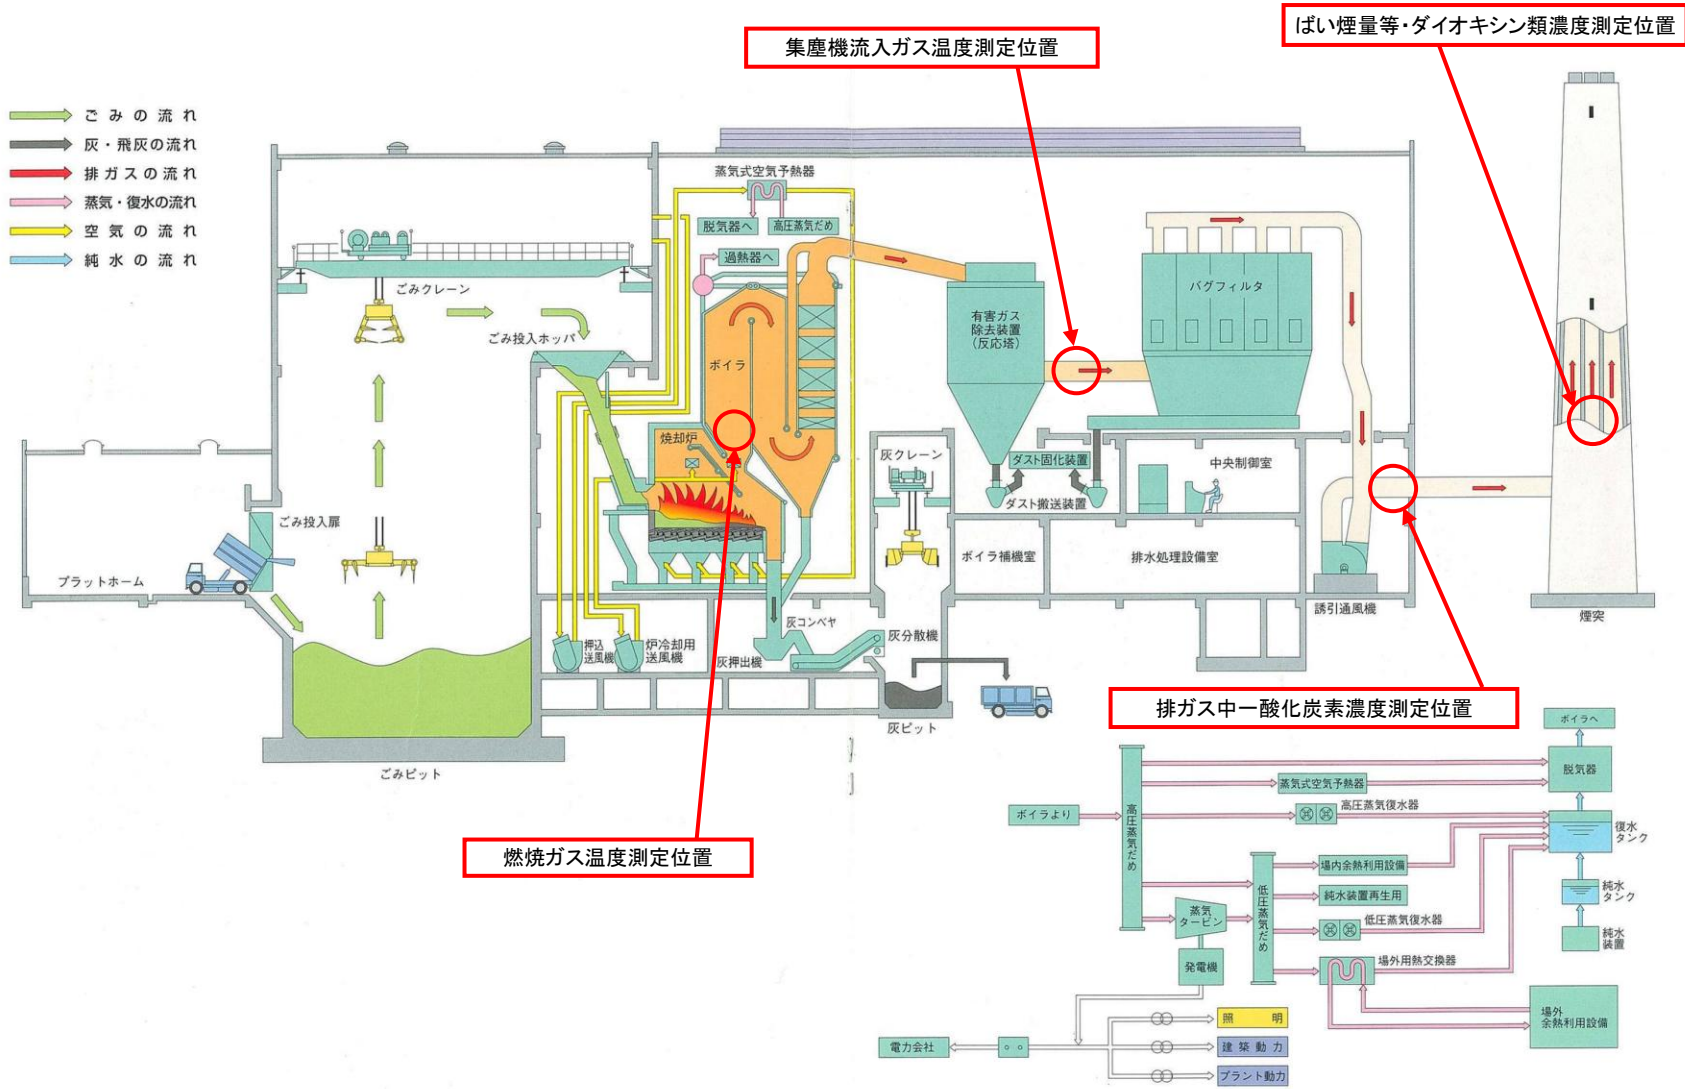 集塵機流入ガス温度測定位置
ばい煙量等・ダイオキシン類濃度測定位置
ごみの流れ
灰・飛灰の流れ
排ガスの流れ
蒸気・復水の流れ
空気の流れ
純水の流れ
蒸気式空気予熱器
脱気器へ
高圧蒸気だめ
過熱器へ
ごみクレーン
ごみ投入ホッパ
ボイラ
焼却炉
有害ガス
除去装置
(反応塔)
バグフィルタ
灰クレーン
ダスト固化装置
ダスト搬送装置
中央制御室
ごみ投入扉
プラットホーム
ボイラ補機室
排水処理設備室
誘引通風機
煙突
押込
送風機
炉冷却用
送風機
灰押出機
灰コンベヤ
灰分散機
灰ピット
ごみピット
排ガス中一酸化炭素濃度測定位置
燃焼ガス温度測定位置
ボイラへ
脱気器
蒸気式空気予熱器
高圧蒸気復水器
ボイラより
高圧蒸気だめ
復水
タンク
場内余熱利用設備
純水装置再生用
低圧蒸気だめ
純水
タンク
蒸気
タービン
低圧蒸気復水器
純水
装置
発電機
場外用熱交換器
場外
余熱利用設備
照明
電力会社
建築動力
プラント動力